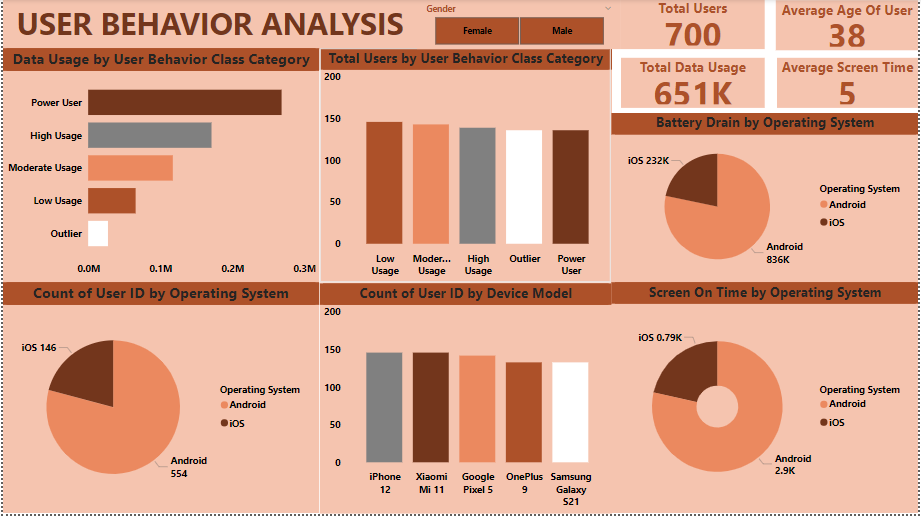 USER BEHAVIOR ANALYSIS
Gender
Female
Male
Total Users
700
Average Age Of User
38
Total Data Usage
651K
Average Screen Time
5
Data Usage by User Behavior Class Category
Power User
High Usage
Moderate Usage
Low Usage
Outlier
0.0M 0.1M 0.2M 0.3M
Total Users by User Behavior Class Category
200
150
100
50
0
Low
Usage
Moder...
Usage
High
Usage
Outlier
Power
User
Battery Drain by Operating System
iOS 232K
Android
836K
Operating System
Android
iOS
Count of User ID by Operating System
iOS 146
Android
554
Operating System
Android
iOS
Count of User ID by Device Model
200
150
100
50
0
iPhone
12
Xiaomi
Mi 11
Google
Pixel 5
OnePlus
9
Samsung
Galaxy
S21
Screen On Time by Operating System
iOS 0.79K
Android
2.9K
Operating System
Android
iOS